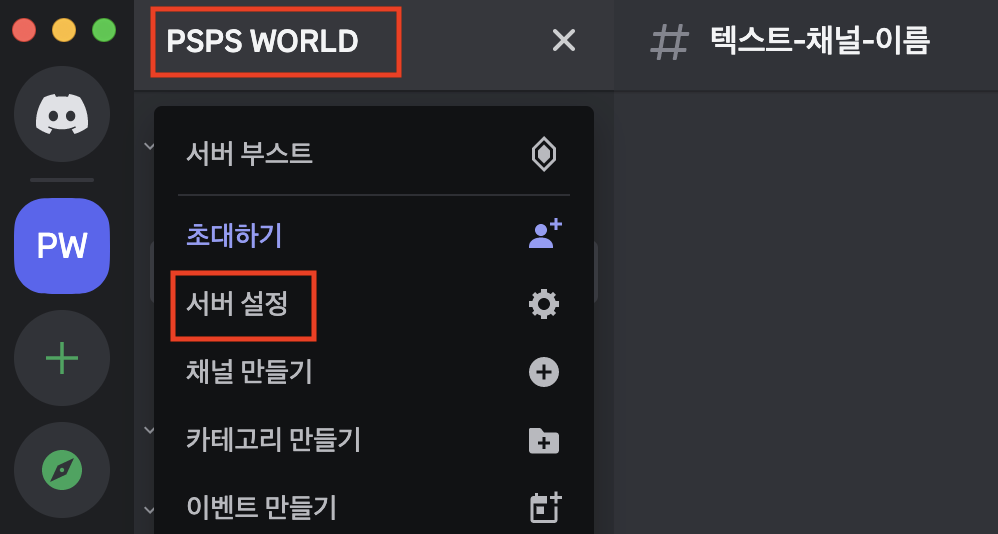 PSPS WORLD
# 텍스트-채널-이름
서버 부스트
PW
초대하기
서버 설정
채널 만들기
카테고리 만들기
이벤트 만들기